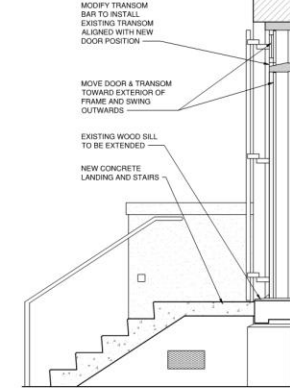 MODIFY TRANSOM
BAR TO INSTALL
EXISTING TRANSOM
ALIGNED WITH NEW
DOOR POSITION
MOVE DOOR & TRANSOM
TOWARD EXTERIOR OF
FRAME AND SWING
OUTWARDS
EXISTING WOOD SILL
TO BE EXTENDED
NEW CONCRETE
LANDING AND STAIRS